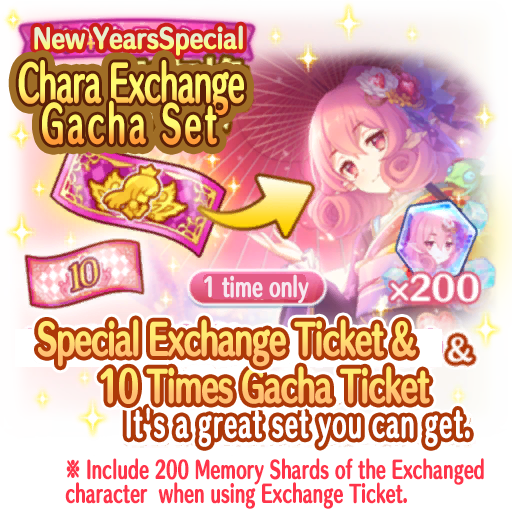 New YearsSpecial
Chara Exchange
Gacha Set
10
1 time only
×200
Special Exchange Ticket & &
10 Times Gacha Ticket
It's a great set you can get.
※ Include 200 Memory Shards of the Exchanged
character when using Exchange Ticket.